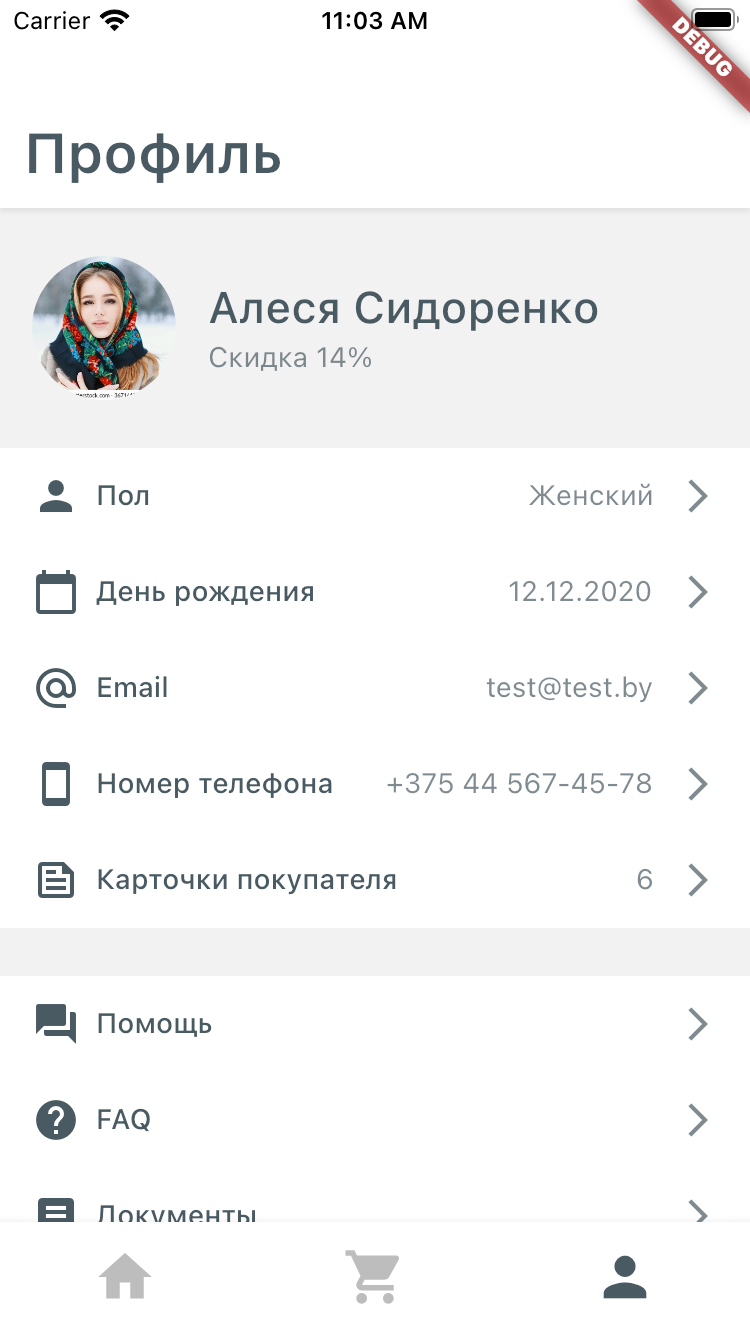 Carrier 11:03 AM
DEBUG
Профиль
Алеся Сидоренко
Скидка 14%
Пол Женский
День рождения 12.12.2020
Email test@test.by
Номер телефона +375 44 567-45-78
Карточки покупателя 6
Помощь
FAQ
Документы